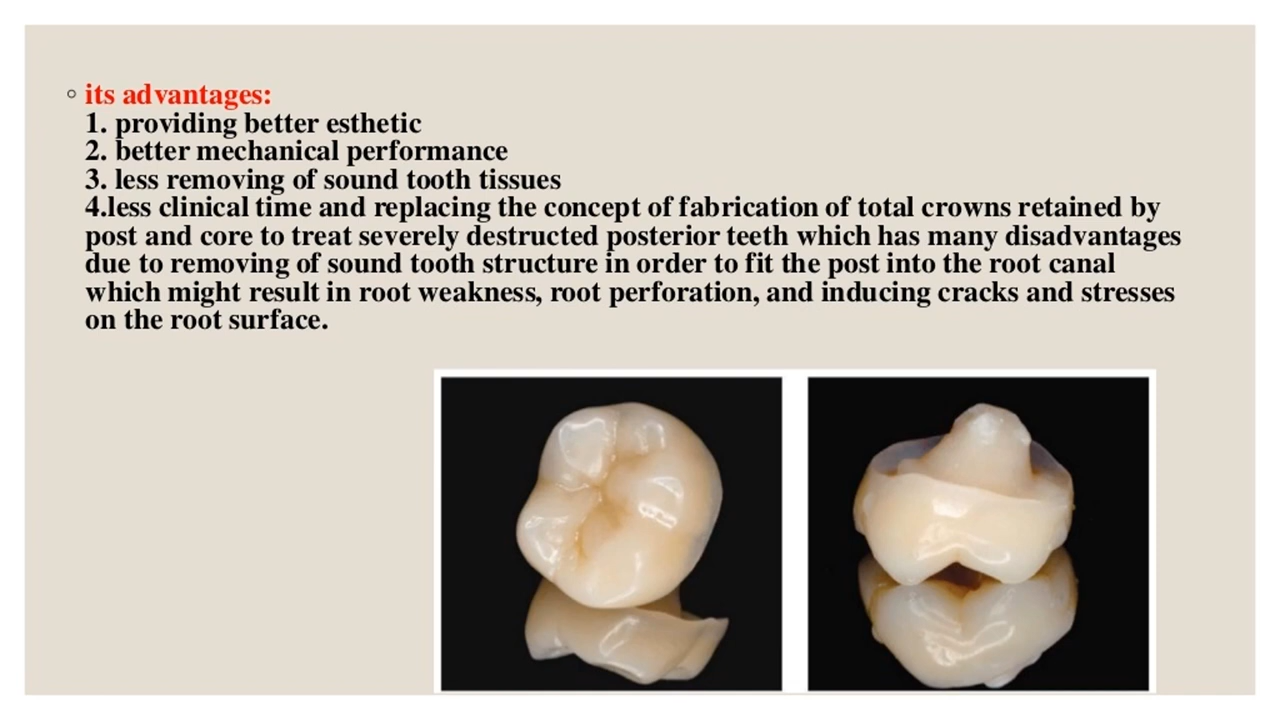 its advantages:
1. providing better esthetic
2. better mechanical performance
3. less removing of sound tooth tissues
4.less clinical time and replacing the concept of fabrication of total crowns retained by
post and core to treat severely destructed posterior teeth which has many disadvantages
due to removing of sound tooth structure in order to fit the post into the root canal
which might result in root weakness, root perforation, and inducing cracks and stresses
on the root surface.